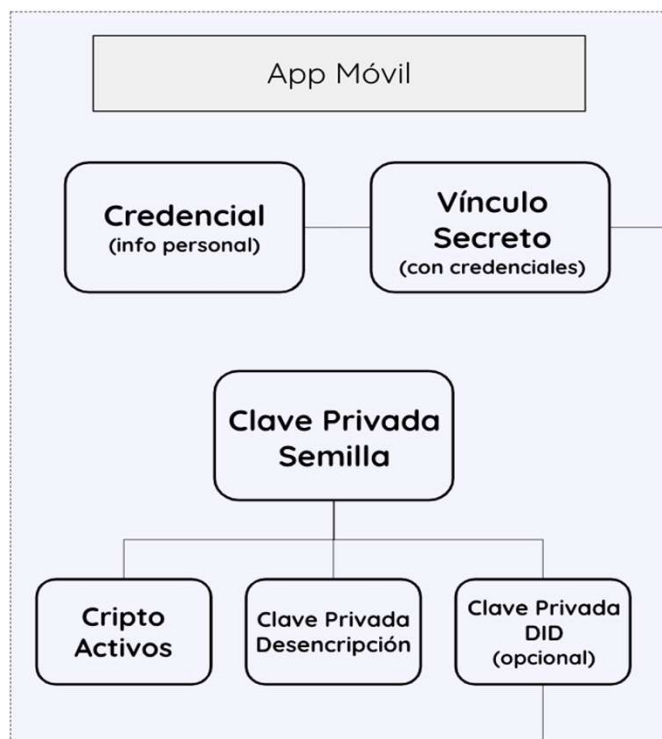 App Móvil
Credencial
(info personal)
Vínculo
Secreto
(con credenciales)
Clave Privada
Semilla
Cripto
Activos
Clave Privada
Desencripción
Clave Privada
DID
(opcional)